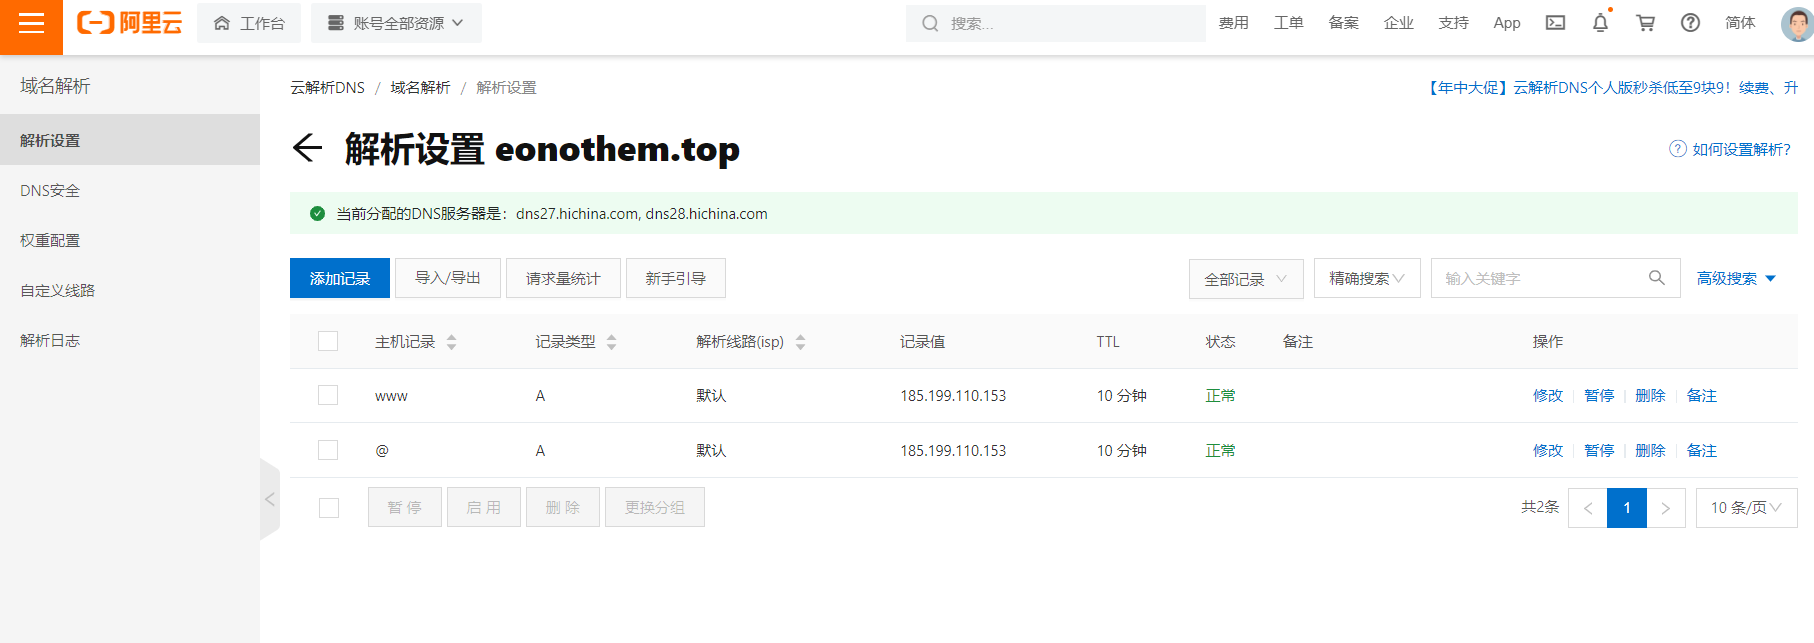 阿里云 工作台 账号全部资源 搜索... 费用 工单 备案 企业 支持 App 简体
域名解析
解析设置
DNS安全
权重配置
自定义线路
解析日志
云解析DNS / 域名解析 / 解析设置
【年中大促】云解析DNS个人版秒杀低至9块9！续费、升
解析设置 eonothem.top
如何设置解析?
当前分配的DNS服务器是：dns27.hichina.com, dns28.hichina.com
添加记录 导入/导出 请求量统计 新手引导 全部记录 精确搜索 输入关键字 高级搜索
主机记录 记录类型 解析线路(isp) 记录值 TTL 状态 备注 操作
www A 默认 185.199.110.153 10 分钟 正常 修改 暂停 删除 备注
@ A 默认 185.199.110.153 10 分钟 正常 修改 暂停 删除 备注
暂 停 启 用 删 除 更换分组 共2条 < 1 > 10 条/页